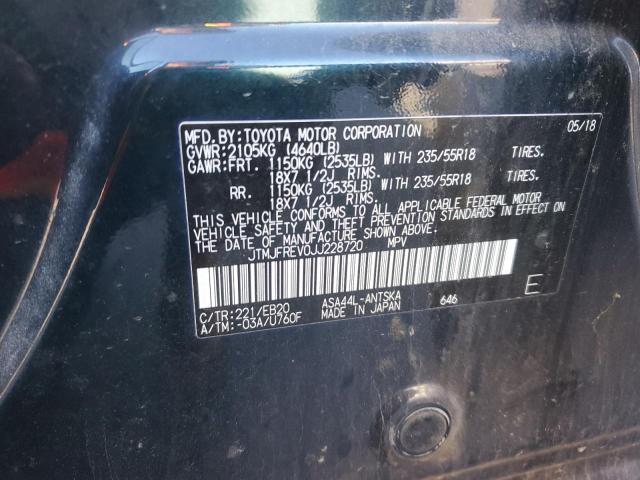 MFD.BY:TOYOTA MOTOR CORPORATION 05/18
GVWR:2105KG (4640LB)
GAWR:FRT. 1150KG (2535LB) WITH 235/55R18 TIRES.
18X7 1/2J RIMS.
RR. 1150KG (2535LB) WITH 235/55R18 TIRES.
18X7 1/2J RIMS.
THIS VEHICLE CONFORMS TO ALL APPLICABLE FEDERAL MOTOR
VEHICLE SAFETY AND THEFT PREVENTION STANDARDS IN EFFECT ON
THE DATE OF MANUFACTURE SHOWN ABOVE.
JTMJFREV0JJ228720 MPV
E
C/TR:221/EB20 ASA44L-ANTSKA 646
A/TM:-03A/U760F MADE IN JAPAN